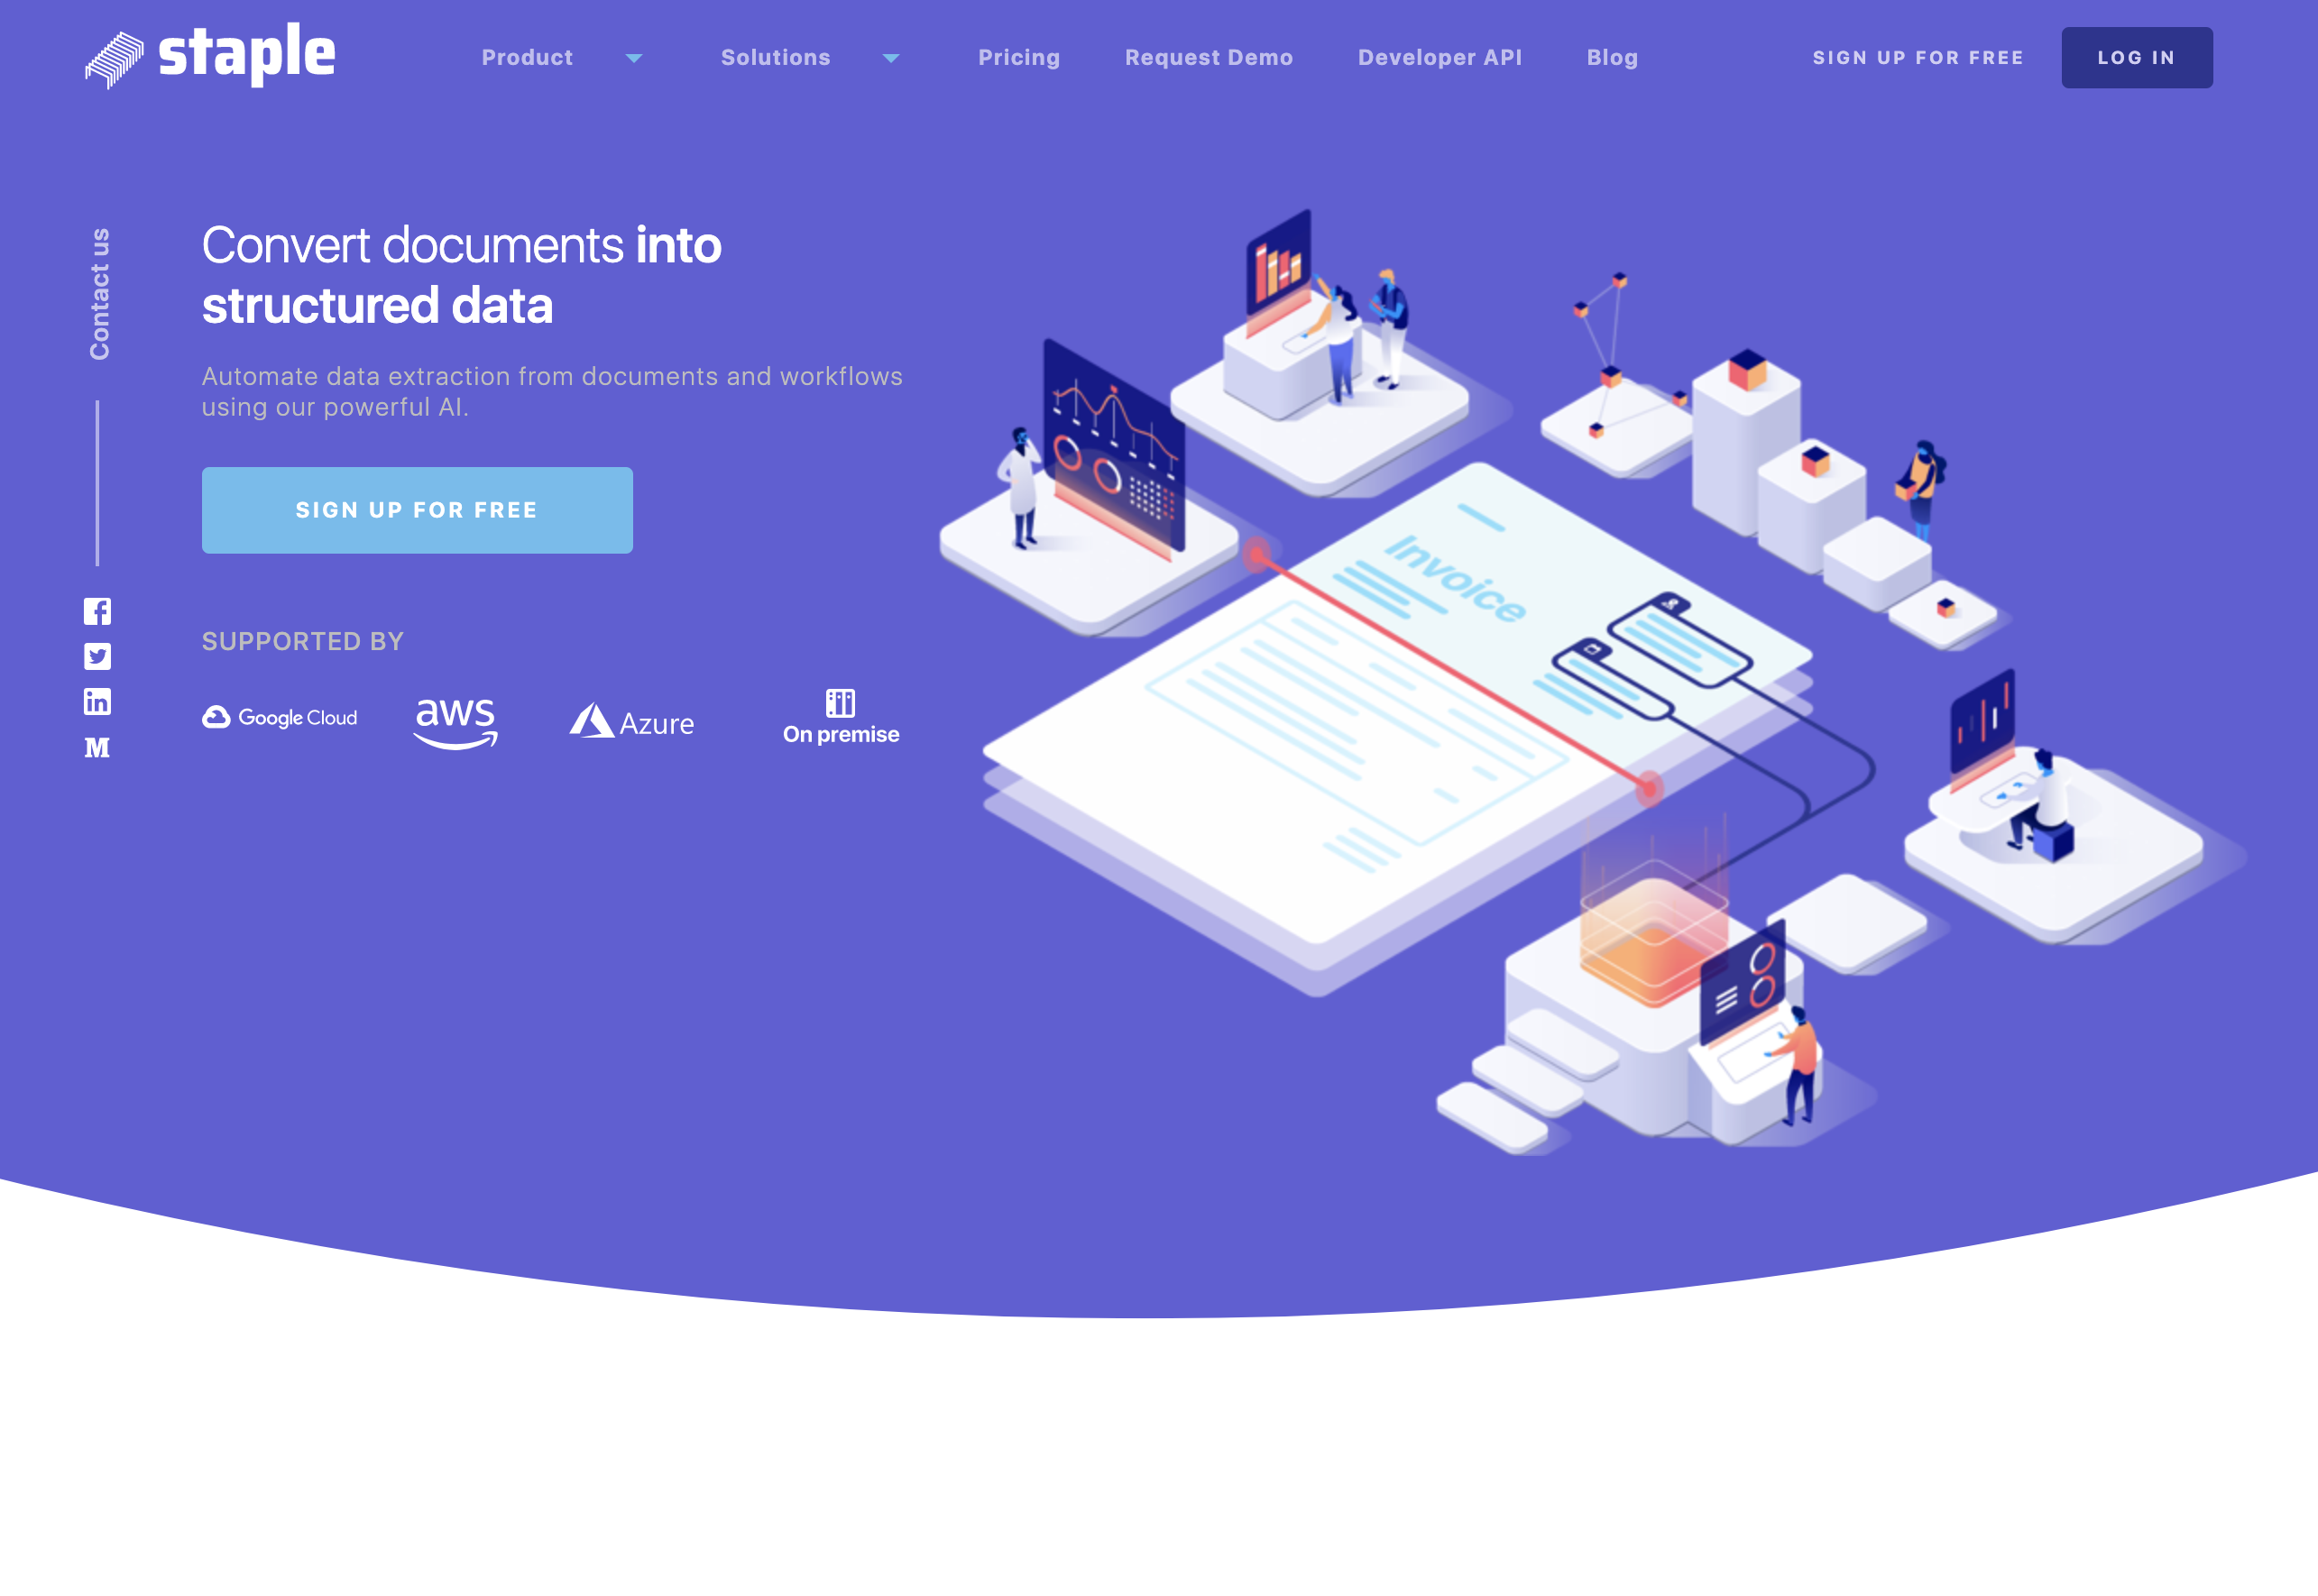 staple
Product
Solutions
Pricing
Request Demo
Developer API
Blog
SIGN UP FOR FREE
LOG IN
Contact us
Convert documents into
structured data
Automate data extraction from documents and workflows
using our powerful AI.
SIGN UP FOR FREE
SUPPORTED BY
Google Cloud
aws
Azure
On premise
M
Invoice